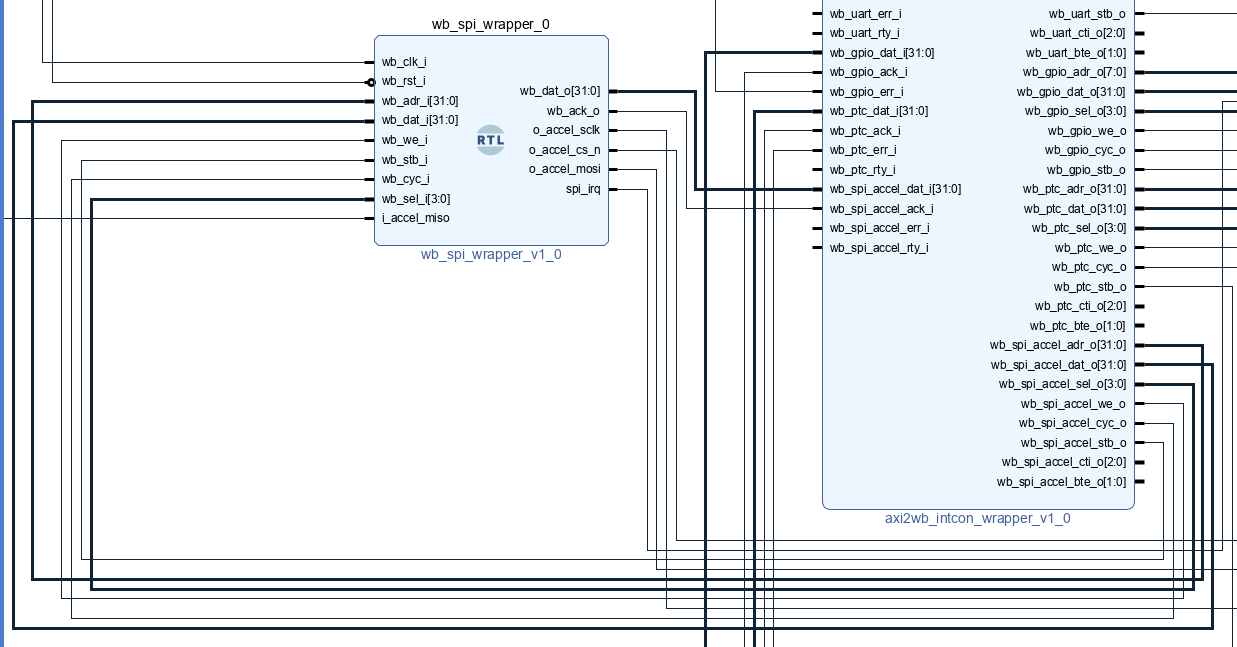 wb_spi_wrapper_0
wb_clk_i
wb_rst_i
wb_adr_i[31:0]
wb_dat_i[31:0]
wb_we_i
wb_stb_i
wb_cyc_i
wb_sel_i[3:0]
i_accel_miso
RTL
wb_dat_o[31:0]
wb_ack_o
o_accel_sclk
o_accel_cs_n
o_accel_mosi
spi_irq
wb_spi_wrapper_v1_0
wb_uart_err_i
wb_uart_rty_i
wb_gpio_dat_i[31:0]
wb_gpio_ack_i
wb_gpio_err_i
wb_ptc_dat_i[31:0]
wb_ptc_ack_i
wb_ptc_err_i
wb_ptc_rty_i
wb_spi_accel_dat_i[31:0]
wb_spi_accel_ack_i
wb_spi_accel_err_i
wb_spi_accel_rty_i
wb_uart_stb_o
wb_uart_cti_o[2:0]
wb_uart_bte_o[1:0]
wb_gpio_adr_o[7:0]
wb_gpio_dat_o[31:0]
wb_gpio_sel_o[3:0]
wb_gpio_we_o
wb_gpio_cyc_o
wb_gpio_stb_o
wb_ptc_adr_o[31:0]
wb_ptc_dat_o[31:0]
wb_ptc_sel_o[3:0]
wb_ptc_we_o
wb_ptc_cyc_o
wb_ptc_stb_o
wb_ptc_cti_o[2:0]
wb_ptc_bte_o[1:0]
wb_spi_accel_adr_o[31:0]
wb_spi_accel_dat_o[31:0]
wb_spi_accel_sel_o[3:0]
wb_spi_accel_we_o
wb_spi_accel_cyc_o
wb_spi_accel_stb_o
wb_spi_accel_cti_o[2:0]
wb_spi_accel_bte_o[1:0]
axi2wb_intcon_wrapper_v1_0